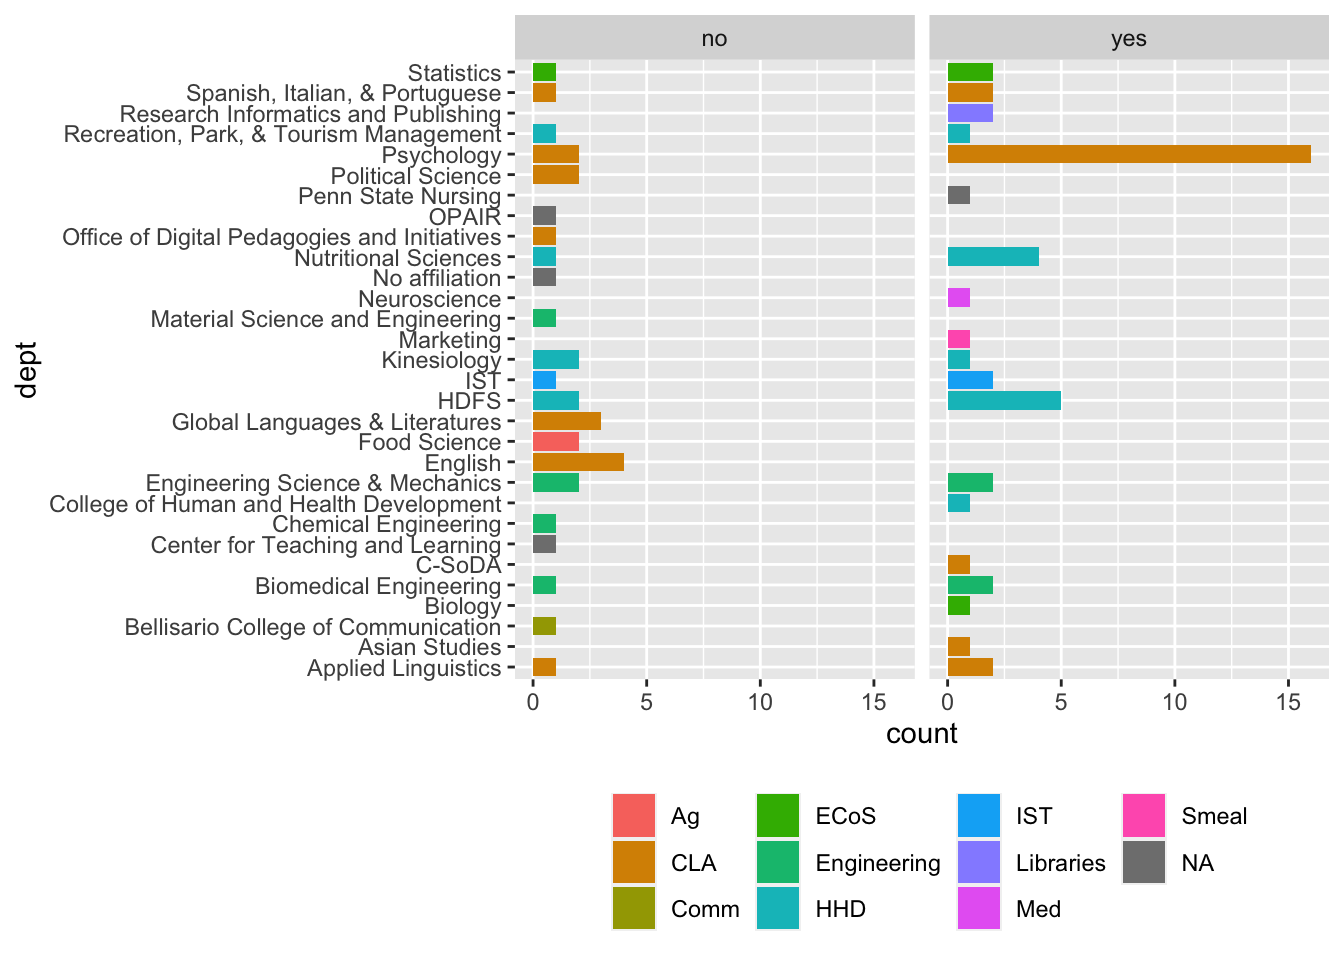 no yes
Statistics
Spanish, Italian, & Portuguese
Research Informatics and Publishing
Recreation, Park, & Tourism Management
Psychology
Political Science
Penn State Nursing
OPAIR
Office of Digital Pedagogies and Initiatives
Nutritional Sciences
No affiliation
Neuroscience
Material Science and Engineering
Marketing
Kinesiology
IST
HDFS
Global Languages & Literatures
Food Science
English
Engineering Science & Mechanics
College of Human and Health Development
Chemical Engineering
Center for Teaching and Learning
C-SoDA
Biomedical Engineering
Biology
Bellisario College of Communication
Asian Studies
Applied Linguistics
dept
0 5 10 15 0 5 10 15
count
Ag ECoS IST Smeal
CLA Engineering Libraries NA
Comm HHD Med